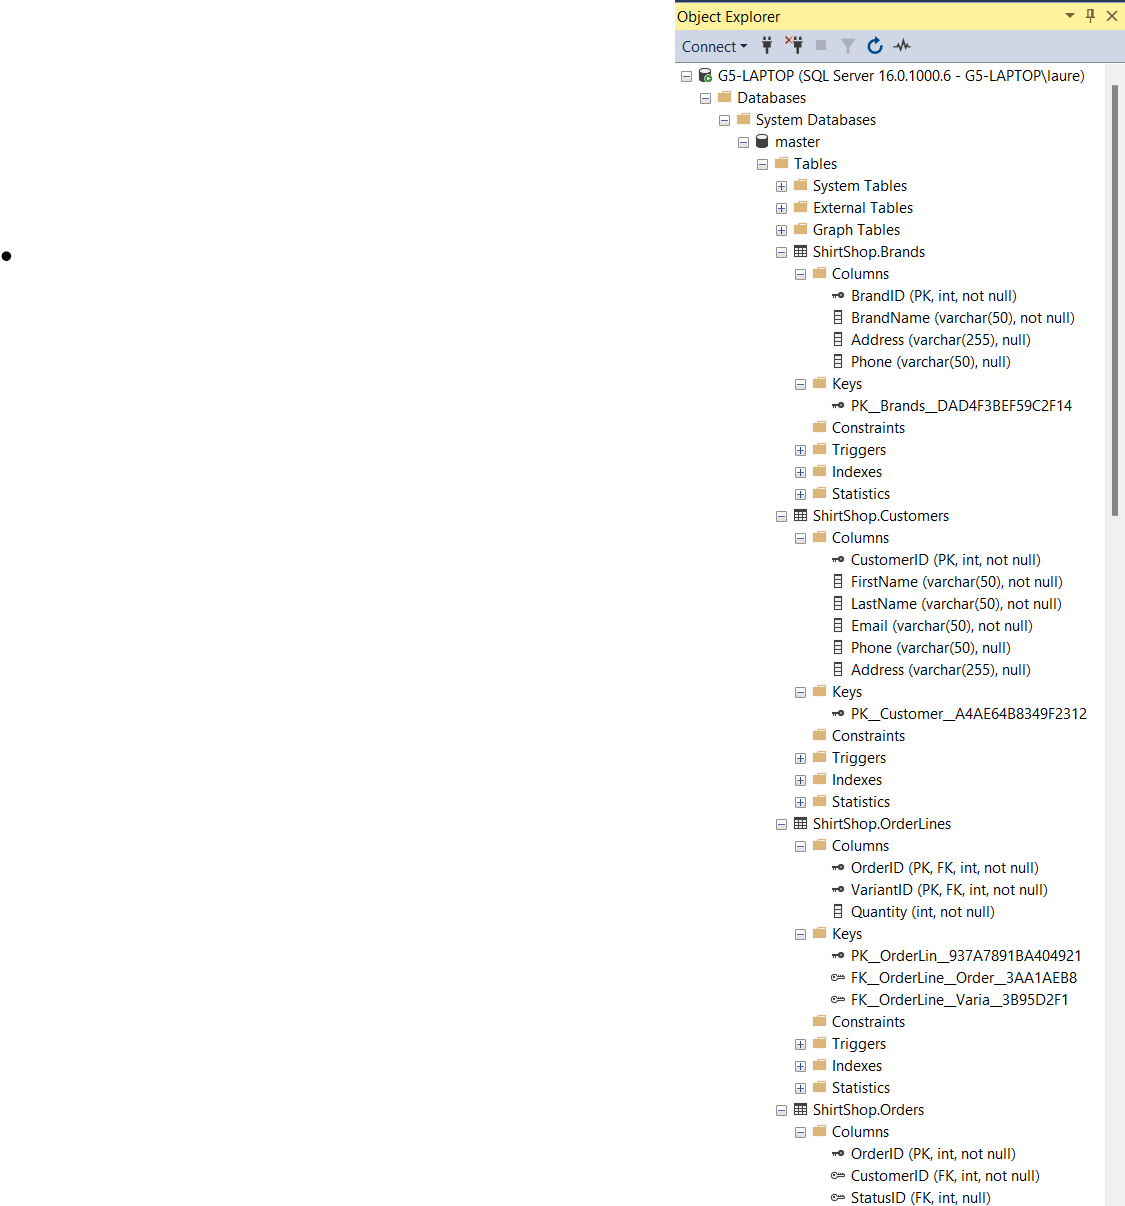 Object Explorer
Connect
G5-LAPTOP (SQL Server 16.0.1000.6 - G5-LAPTOP\laure)
Databases
System Databases
master
Tables
System Tables
External Tables
Graph Tables
ShirtShop.Brands
Columns
BrandID (PK, int, not null)
BrandName (varchar(50), not null)
Address (varchar(255), null)
Phone (varchar(50), null)
Keys
PK__Brands__DAD4F3BEF59C2F14
Constraints
Triggers
Indexes
Statistics
ShirtShop.Customers
Columns
CustomerID (PK, int, not null)
FirstName (varchar(50), not null)
LastName (varchar(50), not null)
Email (varchar(50), not null)
Phone (varchar(50), null)
Address (varchar(255), null)
Keys
PK__Customer__A4AE64B8349F2312
Constraints
Triggers
Indexes
Statistics
ShirtShop.OrderLines
Columns
OrderID (PK, FK, int, not null)
VariantID (PK, FK, int, not null)
Quantity (int, not null)
Keys
PK__OrderLin__937A7891BA404921
FK__OrderLine__Order__3AA1AEB8
FK__OrderLine__Varia__3B95D2F1
Constraints
Triggers
Indexes
Statistics
ShirtShop.Orders
Columns
OrderID (PK, int, not null)
CustomerID (FK, int, not null)
StatusID (FK, int, null)